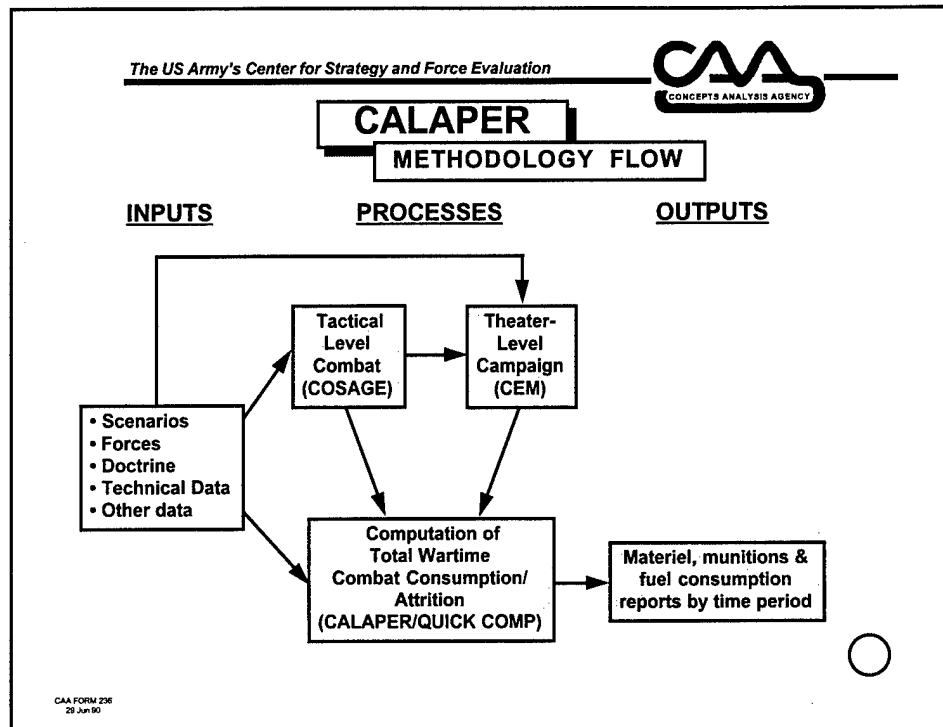 The US Army's Center for Strategy and Force Evaluation
CAA
CONCEPTS ANALYSIS AGENCY
CALAPER
METHODOLOGY FLOW
INPUTS
PROCESSES
OUTPUTS
Tactical
Level
Combat
(COSAGE)
Theater-
Level
Campaign
(CEM)
• Scenarios
• Forces
• Doctrine
• Technical Data
• Other data
Computation of
Total Wartime
Combat Consumption/
Attrition
(CALAPER/QUICK COMP)
Materiel, munitions &
fuel consumption
reports by time period
CAA FORM 236
29 Jun 90